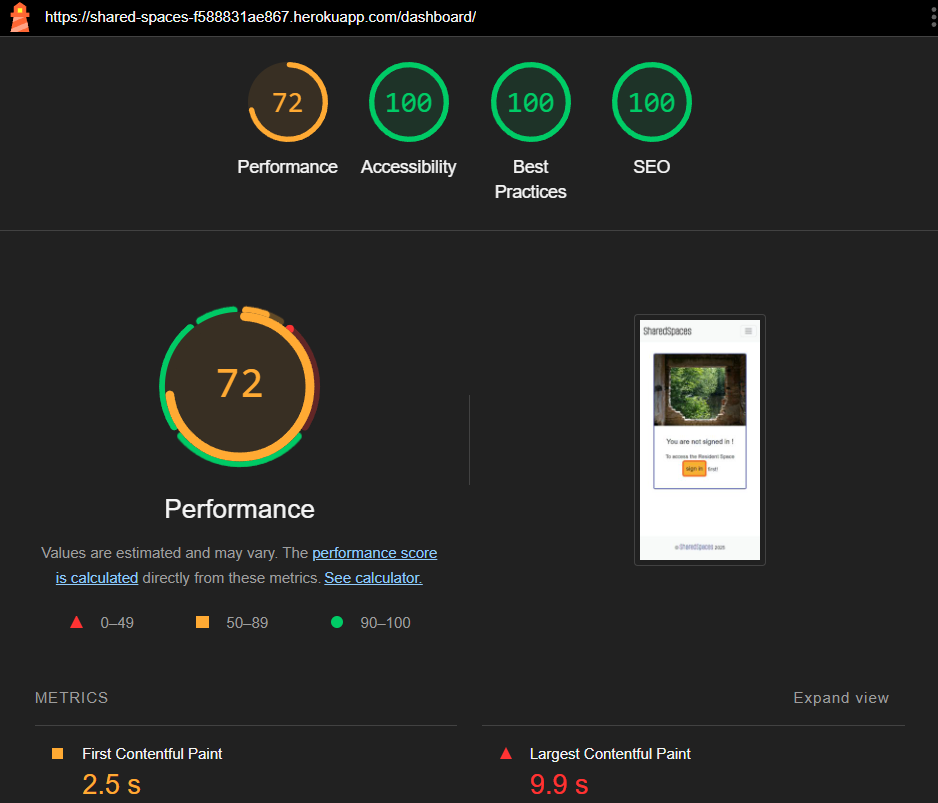 https://shared-spaces-f588831ae867.herokuapp.com/dashboard/
72
100
100
100
Performance
Accessibility
Best
Practices
SEO
72
SharedSpaces
You are not signed in !
To access the Resident Space
sign in first!
© SharedSpaces
Performance
Values are estimated and may vary. The performance score
is calculated directly from these metrics. See calculator.
0–49
50–89
90–100
METRICS
Expand view
First Contentful Paint
2.5 s
Largest Contentful Paint
9.9 s